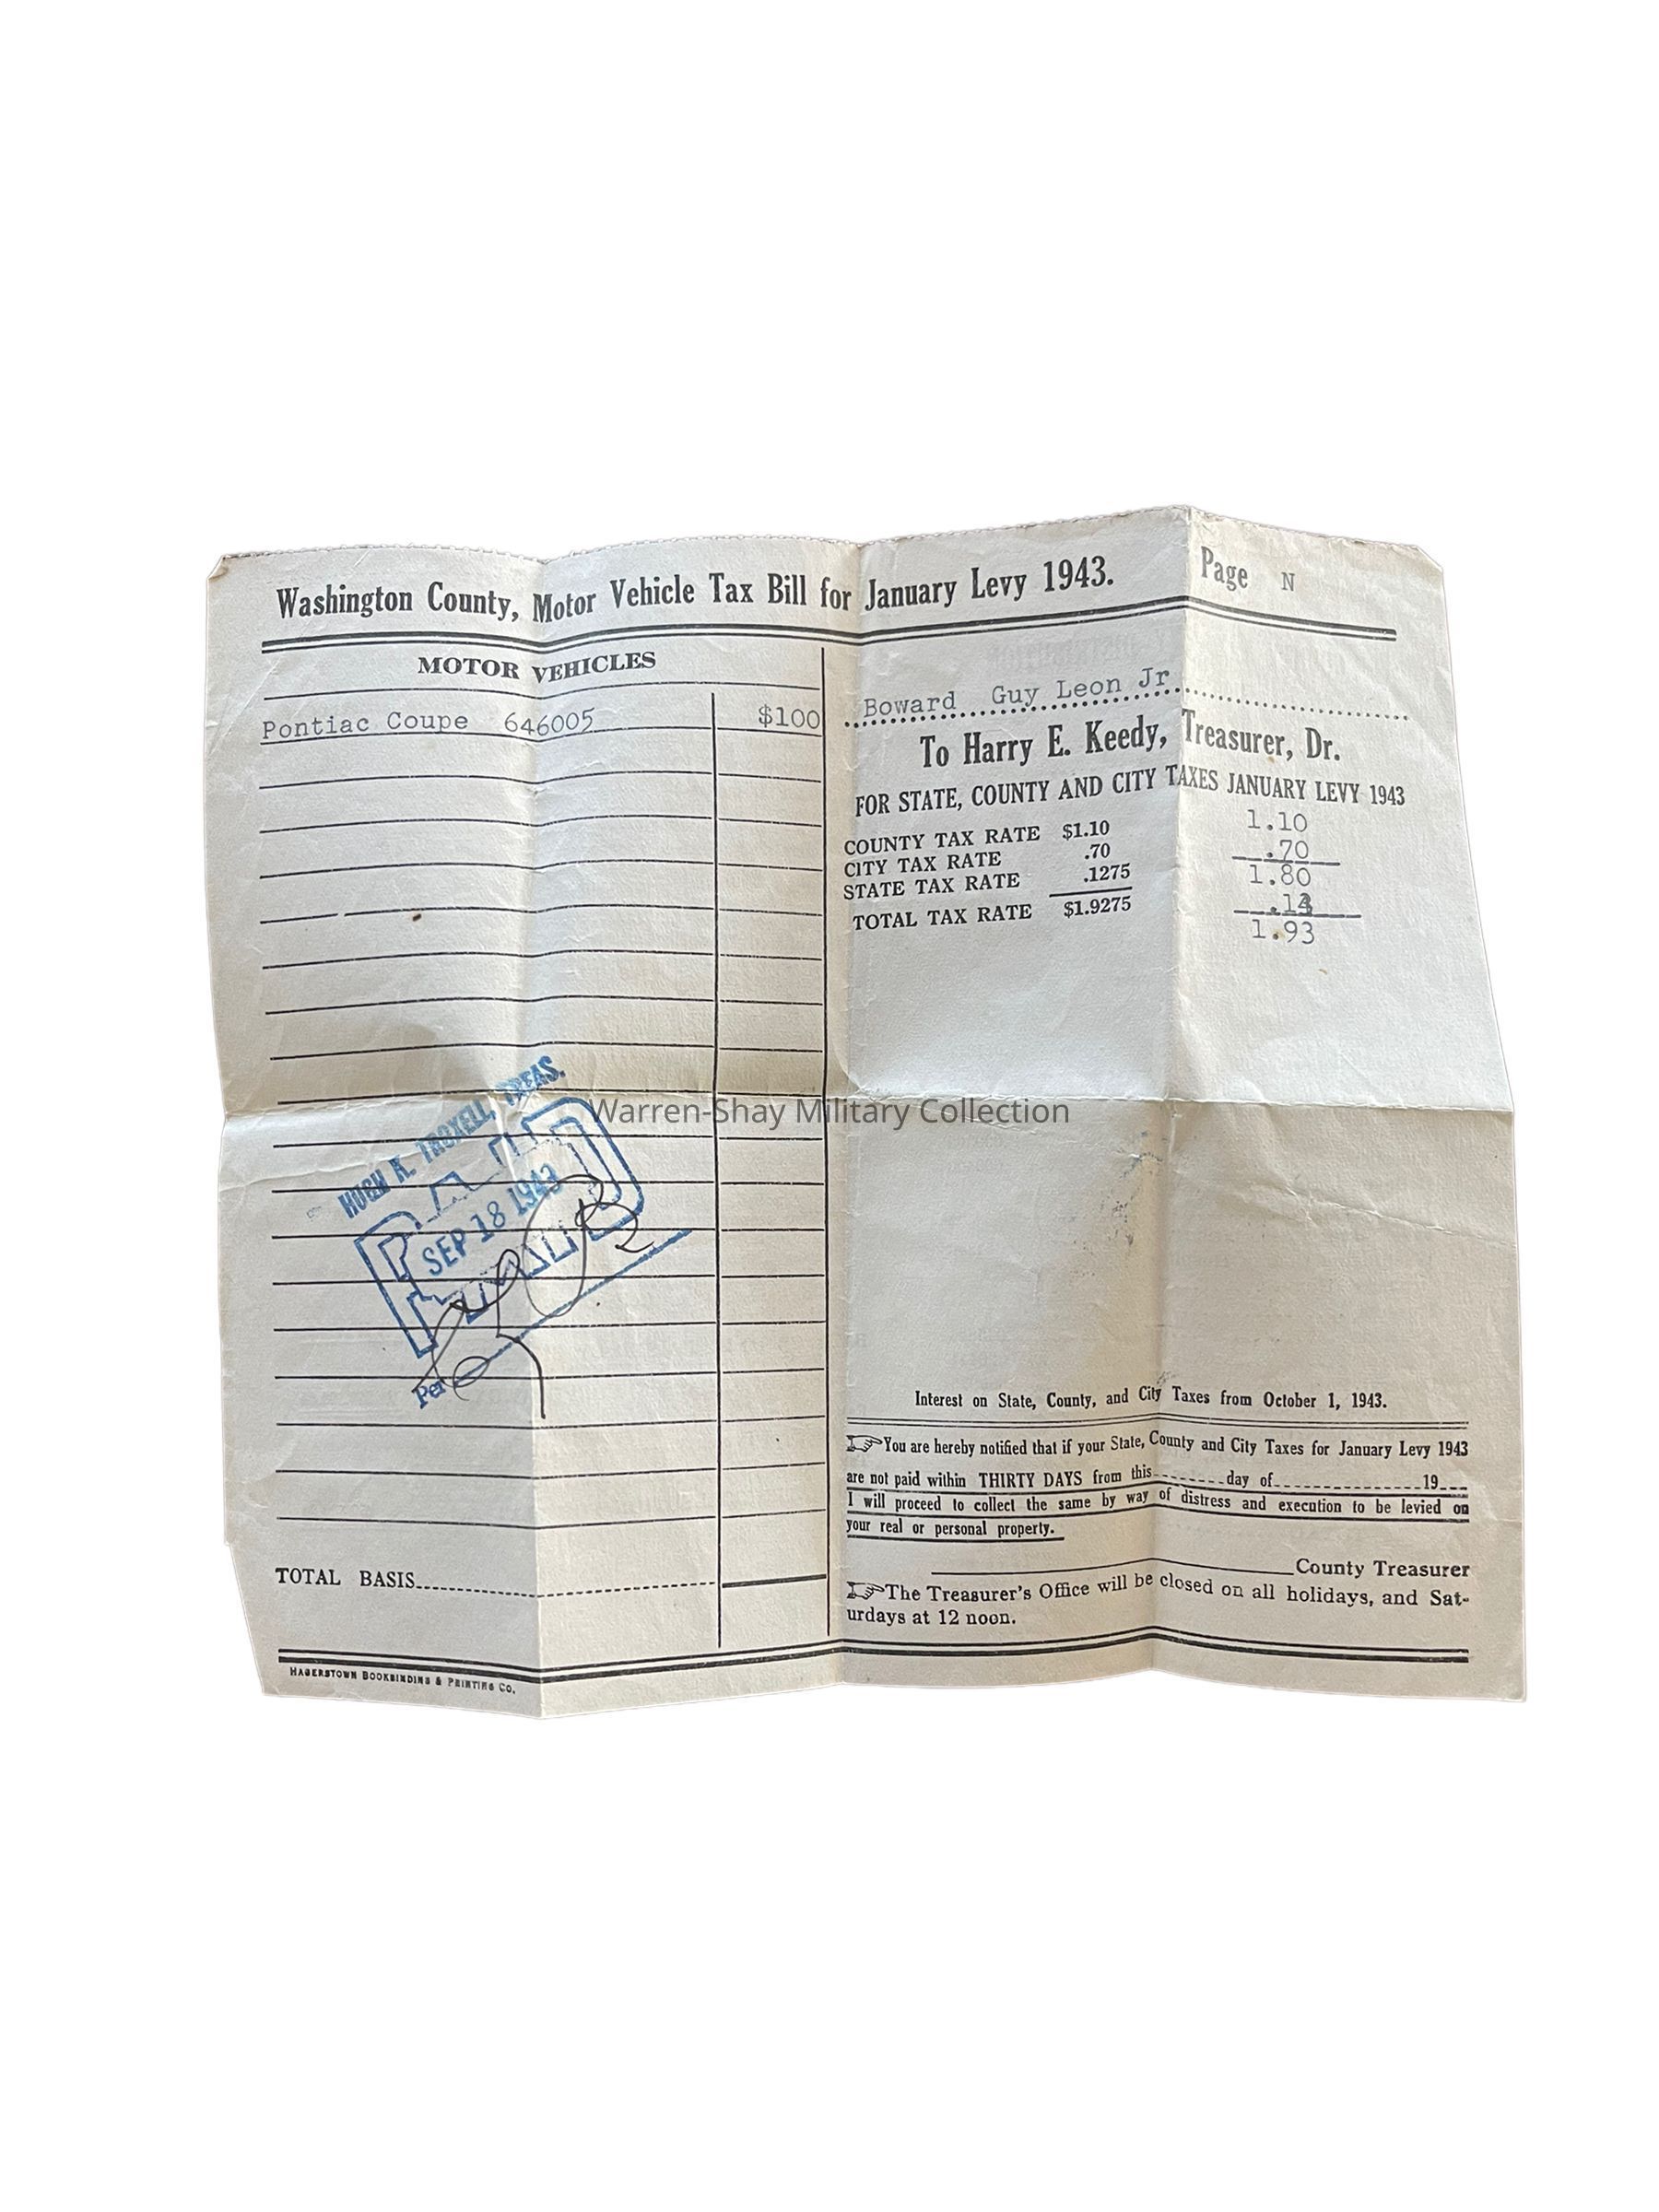 Washington County, Motor Vehicle Tax Bill for January Levy 1943. Page N
MOTOR VEHICLES
Pontiac Coupe 646005 $100
Boward Guy Leon Jr
To Harry E. Keedy, Treasurer, Dr.
FOR STATE, COUNTY AND CITY TAXES JANUARY LEVY 1943
COUNTY TAX RATE $1.10 1.10
CITY TAX RATE .70 .70
1.80
STATE TAX RATE .1275 .13
TOTAL TAX RATE $1.9275 1.93
Warren-Shay Military Collection
HUGH K. TROXELL, TREAS.
PAID
SEP 18 1943
Per
Interest on State, County, and City Taxes from October 1, 1943.
You are hereby notified that if your State, County and City Taxes for January Levy 1943
are not paid within THIRTY DAYS from this day of 19
I will proceed to collect the same by way of distress and execution to be levied on
your real or personal property.
County Treasurer
The Treasurer's Office will be closed on all holidays, and Sat-
urdays at 12 noon.
TOTAL BASIS
HAGERSTOWN BOOKBINDING & PRINTING CO.